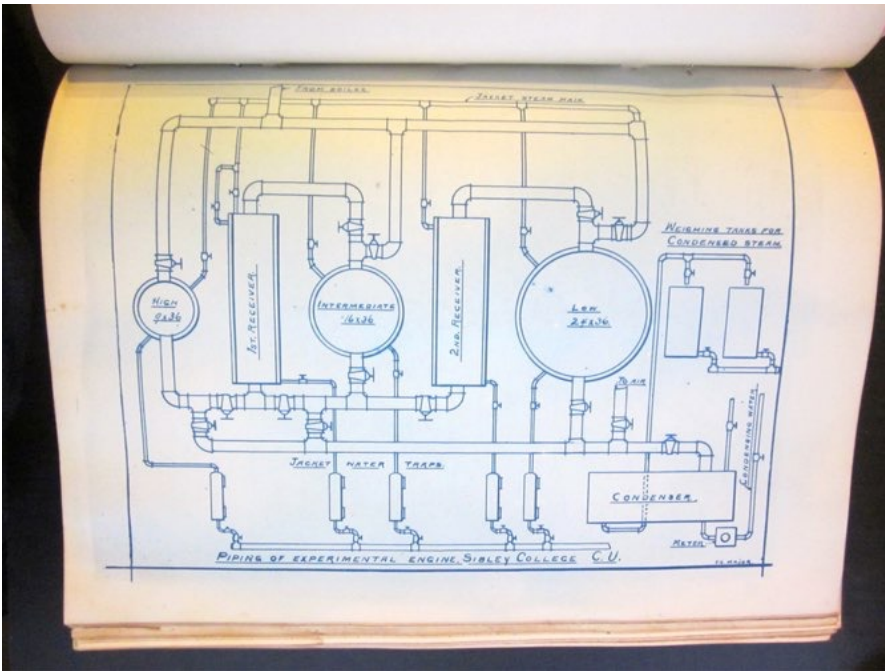 FROM BOILER
JACKET STEAM MAIN
WEIGHING TANKS FOR
CONDENSED STEAM
HIGH
9x36
1ST. RECEIVER
INTERMEDIATE
16x36
2ND. RECEIVER
LOW
24x36
TO AIR
CONDENSING WATER
JACKET WATER TRAPS
CONDENSER
METER
PIPING OF EXPERIMENTAL ENGINE, SIBLEY COLLEGE C.U.